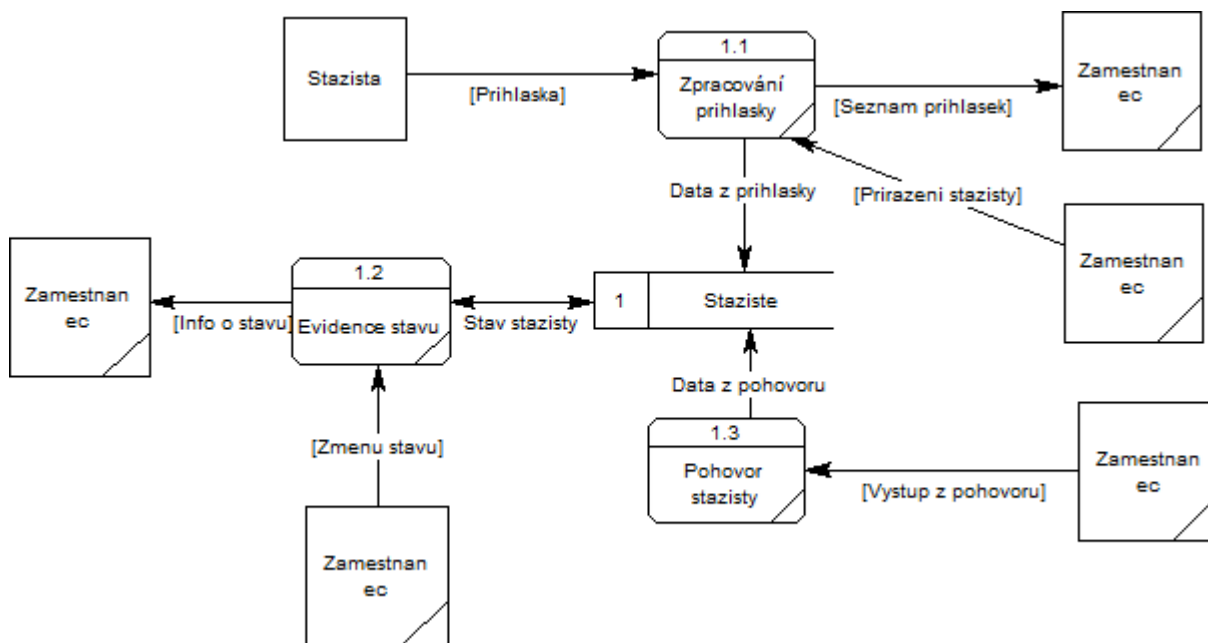 Stazista
[Prihlaska]
1.1
Zpracování
prihlasky
[Seznam prihlasek]
Zamestnan
ec
Data z prihlasky
[Prirazeni stazisty]
Zamestnan
ec
Zamestnan
ec
[Info o stavu]
1.2
Evidence stavu
Stav stazisty
1
Staziste
Data z pohovoru
[Zmenu stavu]
1.3
Pohovor
stazisty
[Vystup z pohovoru]
Zamestnan
ec
Zamestnan
ec